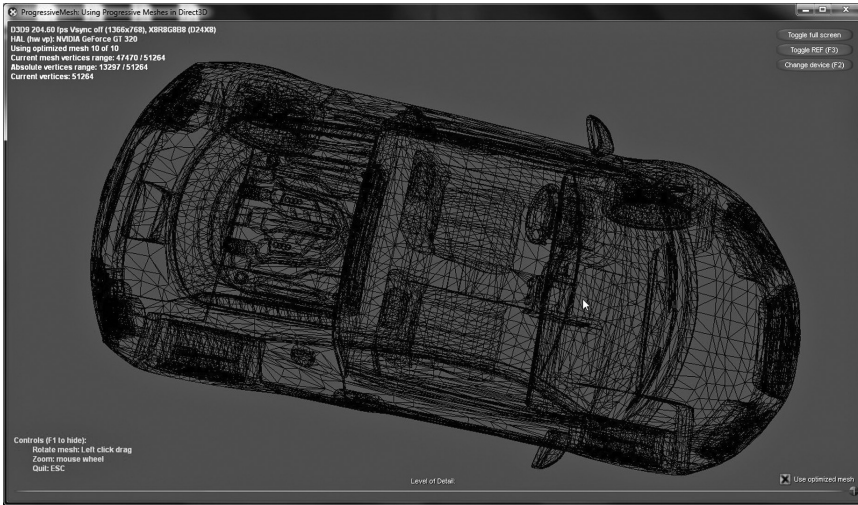 ProgressiveMesh: Using Progressive Meshes in Direct3D
D3D9 204.60 fps Vsync off (1366x768), X8R8G8B8 (D24X8)
HAL (hw vp): NVIDIA GeForce GT 320
Using optimized mesh 10 of 10
Current mesh vertices range: 47470 / 51264
Absolute vertices range: 13297 / 51264
Current vertices: 51264
Toggle full screen
Toggle REF (F3)
Change device (F2)
Controls (F1 to hide):
Rotate mesh: Left click drag
Zoom: mouse wheel
Quit: ESC
Level of Detail:
Use optimized mesh